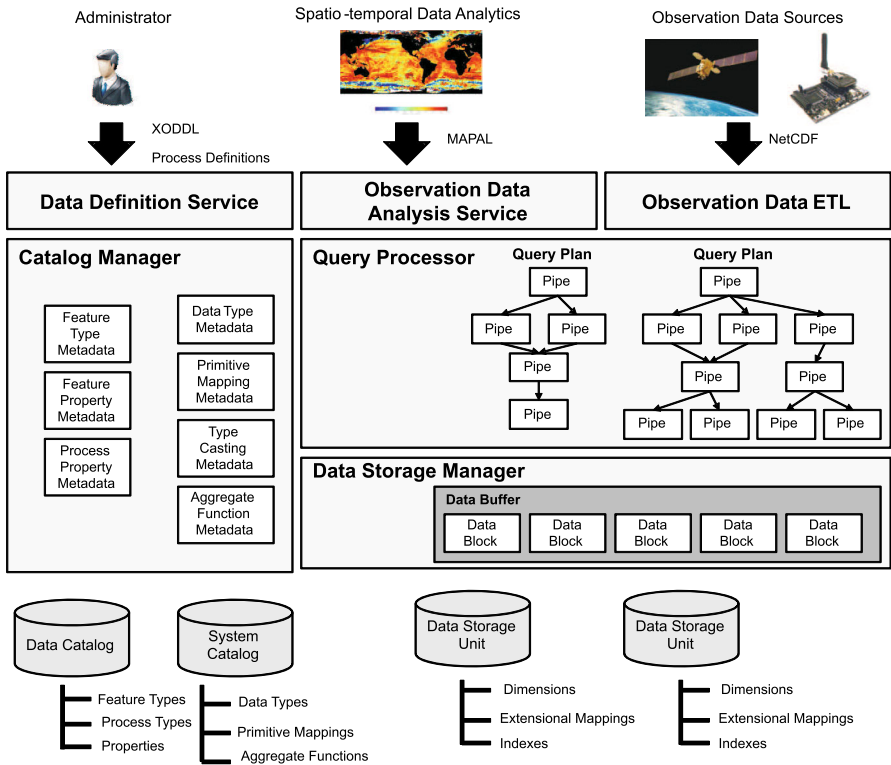 Administrator
Spatio -temporal Data Analytics
Observation Data Sources
XODDL
Process Definitions
MAPAL
NetCDF
Data Definition Service
Observation Data
Analysis Service
Observation Data ETL
Catalog Manager
Feature
Type
Metadata
Feature
Property
Metadata
Process
Property
Metadata
Data Type
Metadata
Primitive
Mapping
Metadata
Type
Casting
Metadata
Aggregate
Function
Metadata
Query Processor
Query Plan
Pipe
Pipe
Pipe
Pipe
Pipe
Query Plan
Pipe
Pipe
Pipe
Pipe
Pipe
Pipe
Pipe
Pipe
Pipe
Pipe
Data Storage Manager
Data Buffer
Data
Block
Data
Block
Data
Block
Data
Block
Data
Block
Data Catalog
Feature Types
Process Types
Properties
System
Catalog
Data Types
Primitive Mappings
Aggregate Functions
Data Storage
Unit
Dimensions
Extensional Mappings
Indexes
Data Storage
Unit
Dimensions
Extensional Mappings
Indexes